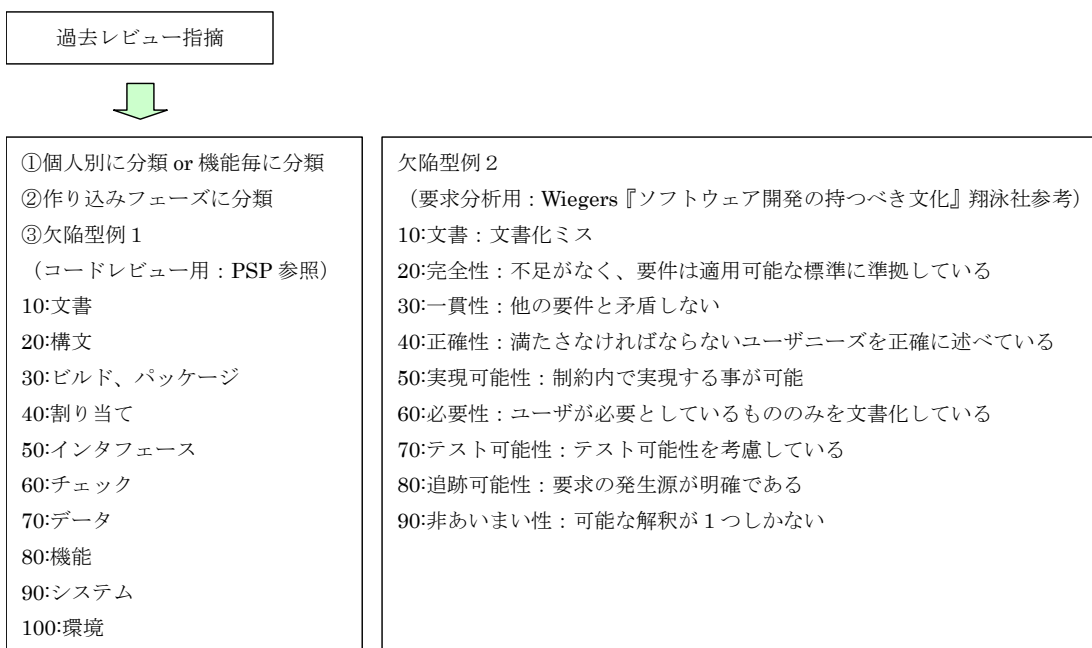 過去レビュー指摘
①個人別に分類 or 機能毎に分類
②作り込みフェーズに分類
③欠陥型例１
（コードレビュー用：PSP 参照）
10:文書
20:構文
30:ビルド、パッケージ
40:割り当て
50:インタフェース
60:チェック
70:データ
80:機能
90:システム
100:環境
欠陥型例２
（要求分析用：Wiegers『ソフトウェア開発の持つべき文化』翔泳社参考）
10:文書：文書化ミス
20:完全性：不足がなく、要件は適用可能な標準に準拠している
30:一貫性：他の要件と矛盾しない
40:正確性：満たさなければならないユーザニーズを正確に述べている
50:実現可能性：制約内で実現する事が可能
60:必要性：ユーザが必要としているもののみを文書化している
70:テスト可能性：テスト可能性を考慮している
80:追跡可能性：要求の発生源が明確である
90:非あいまい性：可能な解釈が１つしかない